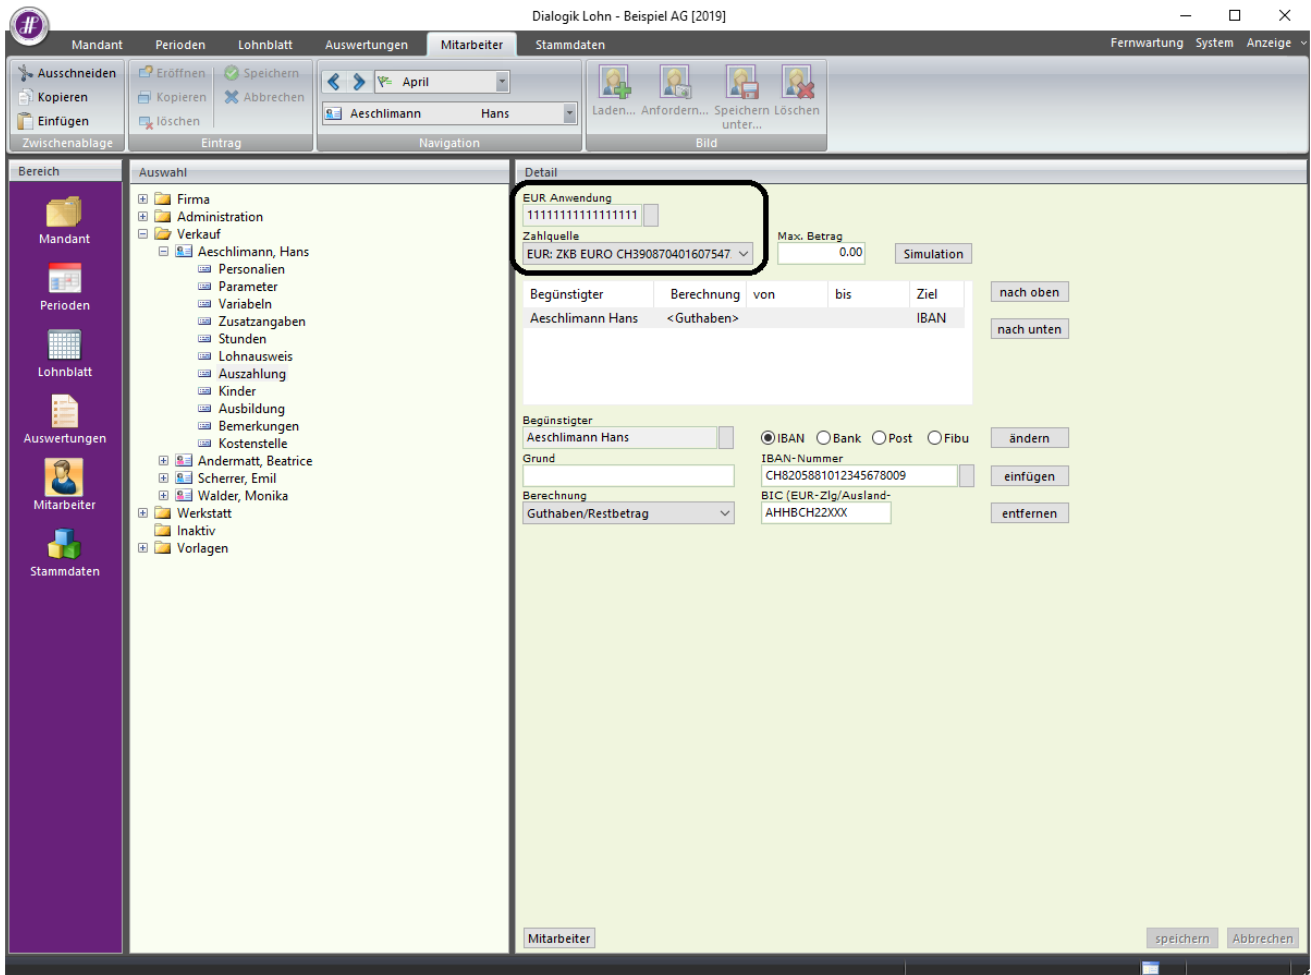 Dialogik Lohn - Beispiel AG [2019]
Mandant Perioden Lohnblatt Auswertungen Mitarbeiter Stammdaten Fernwartung System Anzeige
Ausschneiden
Kopieren
Einfügen
Zwischenablage
Eröffnen Speichern
Kopieren Abbrechen
löschen
Eintrag
April
Aeschlimann Hans
Navigation
Laden... Anfordern... Speichern unter... Löschen
Bild
Bereich
Mandant
Perioden
Lohnblatt
Auswertungen
Mitarbeiter
Stammdaten
Auswahl
Firma
Administration
Verkauf
Aeschlimann, Hans
Personalien
Parameter
Variabeln
Zusatzangaben
Stunden
Lohnausweis
Auszahlung
Kinder
Ausbildung
Bemerkungen
Kostenstelle
Andermatt, Beatrice
Scherrer, Emil
Walder, Monika
Werkstatt
Inaktiv
Vorlagen
Detail
EUR Anwendung
11111111111111111
Zahlquelle Max. Betrag
EUR: ZKB EURO CH390870401607547 0.00 Simulation
Begünstigter Berechnung von bis Ziel nach oben
Aeschlimann Hans <Guthaben> IBAN nach unten
Begünstigter
Aeschlimann Hans IBAN Bank Post Fibu ändern
Grund IBAN-Nummer
CH8205881012345678009 einfügen
Berechnung BIC (EUR-Zlg/Ausland-
Guthaben/Restbetrag AHHBCH22XXX entfernen
Mitarbeiter speichern Abbrechen